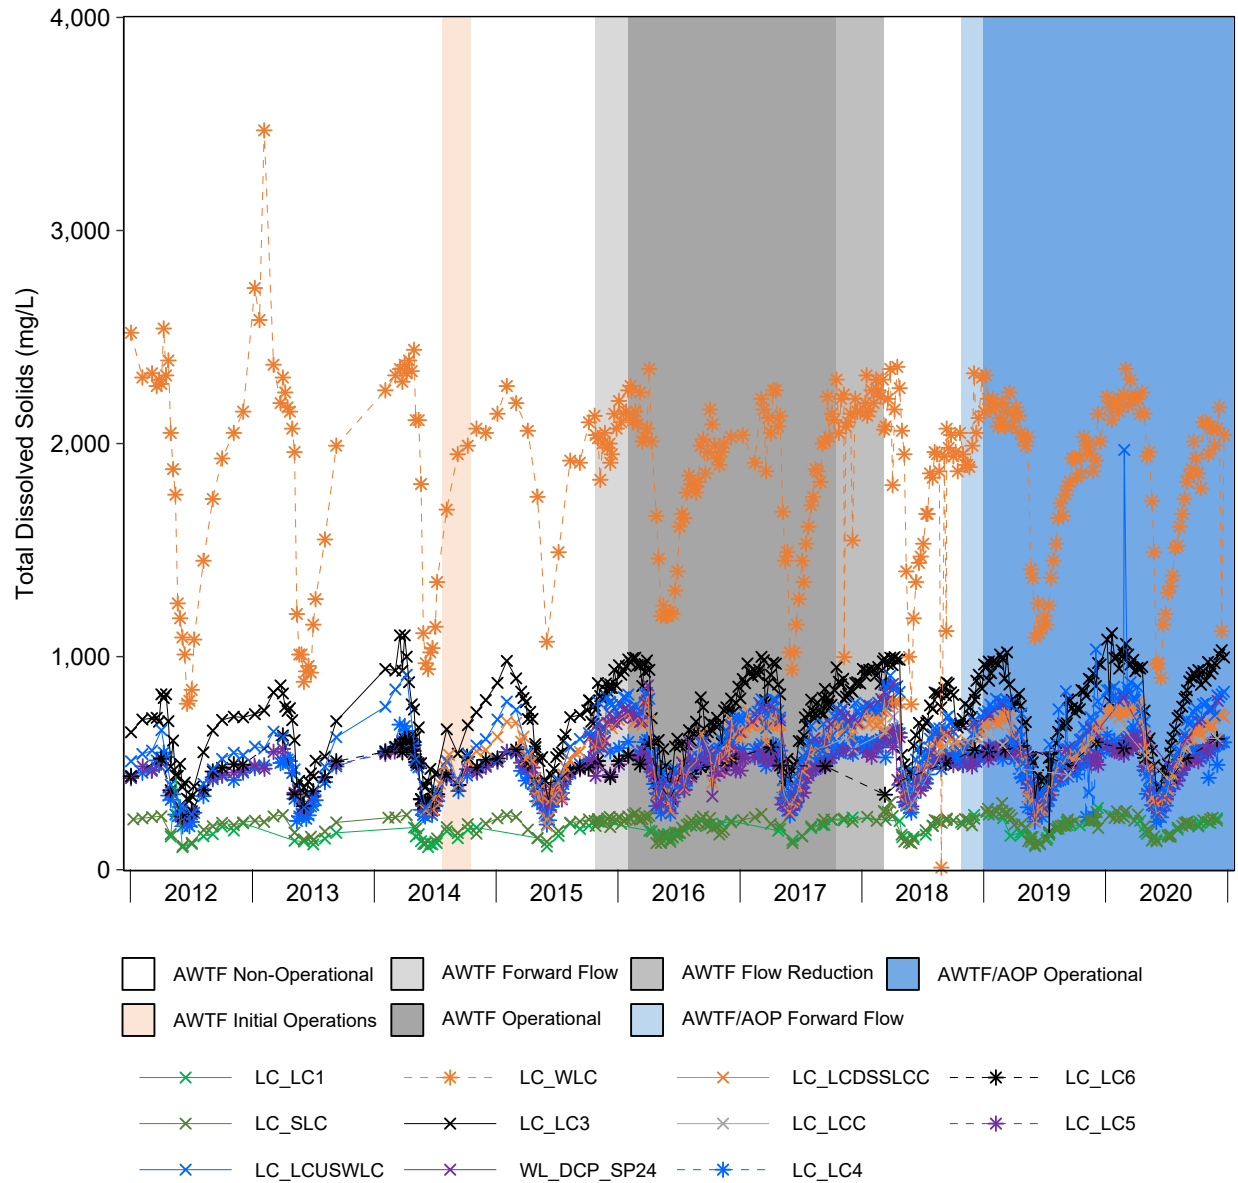 4,000
3,000
2,000
1,000
0
Total Dissolved Solids (mg/L)
2012 2013 2014 2015 2016 2017 2018 2019 2020
AWTF Non-Operational AWTF Forward Flow AWTF Flow Reduction AWTF/AOP Operational
AWTF Initial Operations AWTF Operational AWTF/AOP Forward Flow
LC_LC1 LC_WLC LC_LCDSSLCC LC_LC6
LC_SLC LC_LC3 LC_LCC LC_LC5
LC_LCUSWLC WL_DCP_SP24 LC_LC4